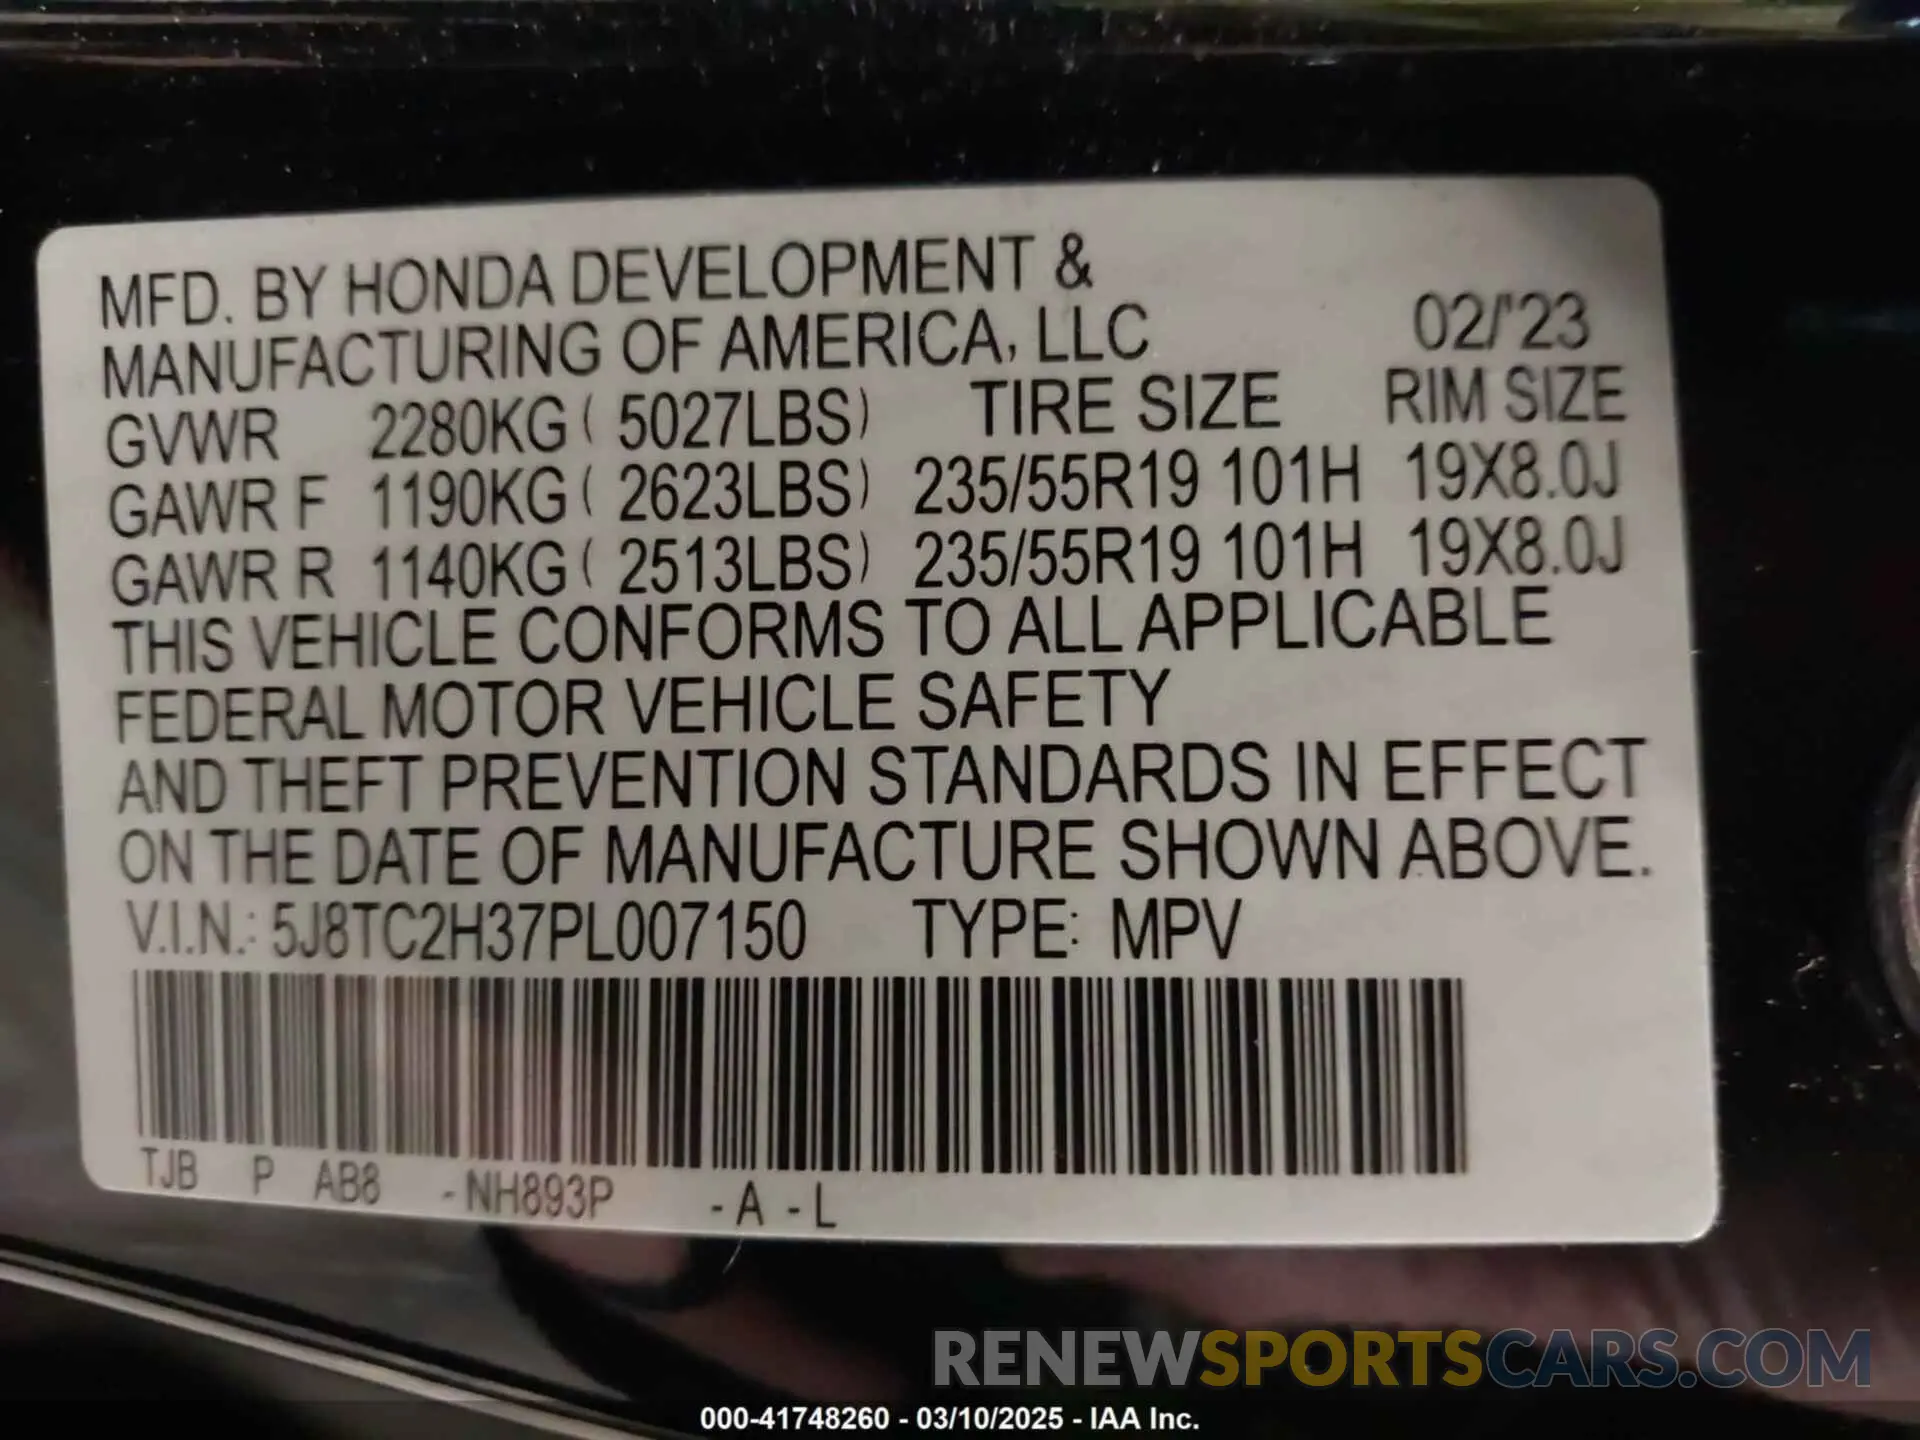 MFD. BY HONDA DEVELOPMENT &
MANUFACTURING OF AMERICA, LLC 02/'23
GVWR 2280KG ( 5027LBS) TIRE SIZE RIM SIZE
GAWR F 1190KG ( 2623LBS) 235/55R19 101H 19X8.0J
GAWR R 1140KG ( 2513LBS) 235/55R19 101H 19X8.0J
THIS VEHICLE CONFORMS TO ALL APPLICABLE
FEDERAL MOTOR VEHICLE SAFETY
AND THEFT PREVENTION STANDARDS IN EFFECT
ON THE DATE OF MANUFACTURE SHOWN ABOVE.
V.I.N.: 5J8TC2H37PL007150 TYPE: MPV
TJB P AB8 -NH893P -A -L
RENEWSPORTSCARS.COM
000-41748260 - 03/10/2025 - IAA Inc.